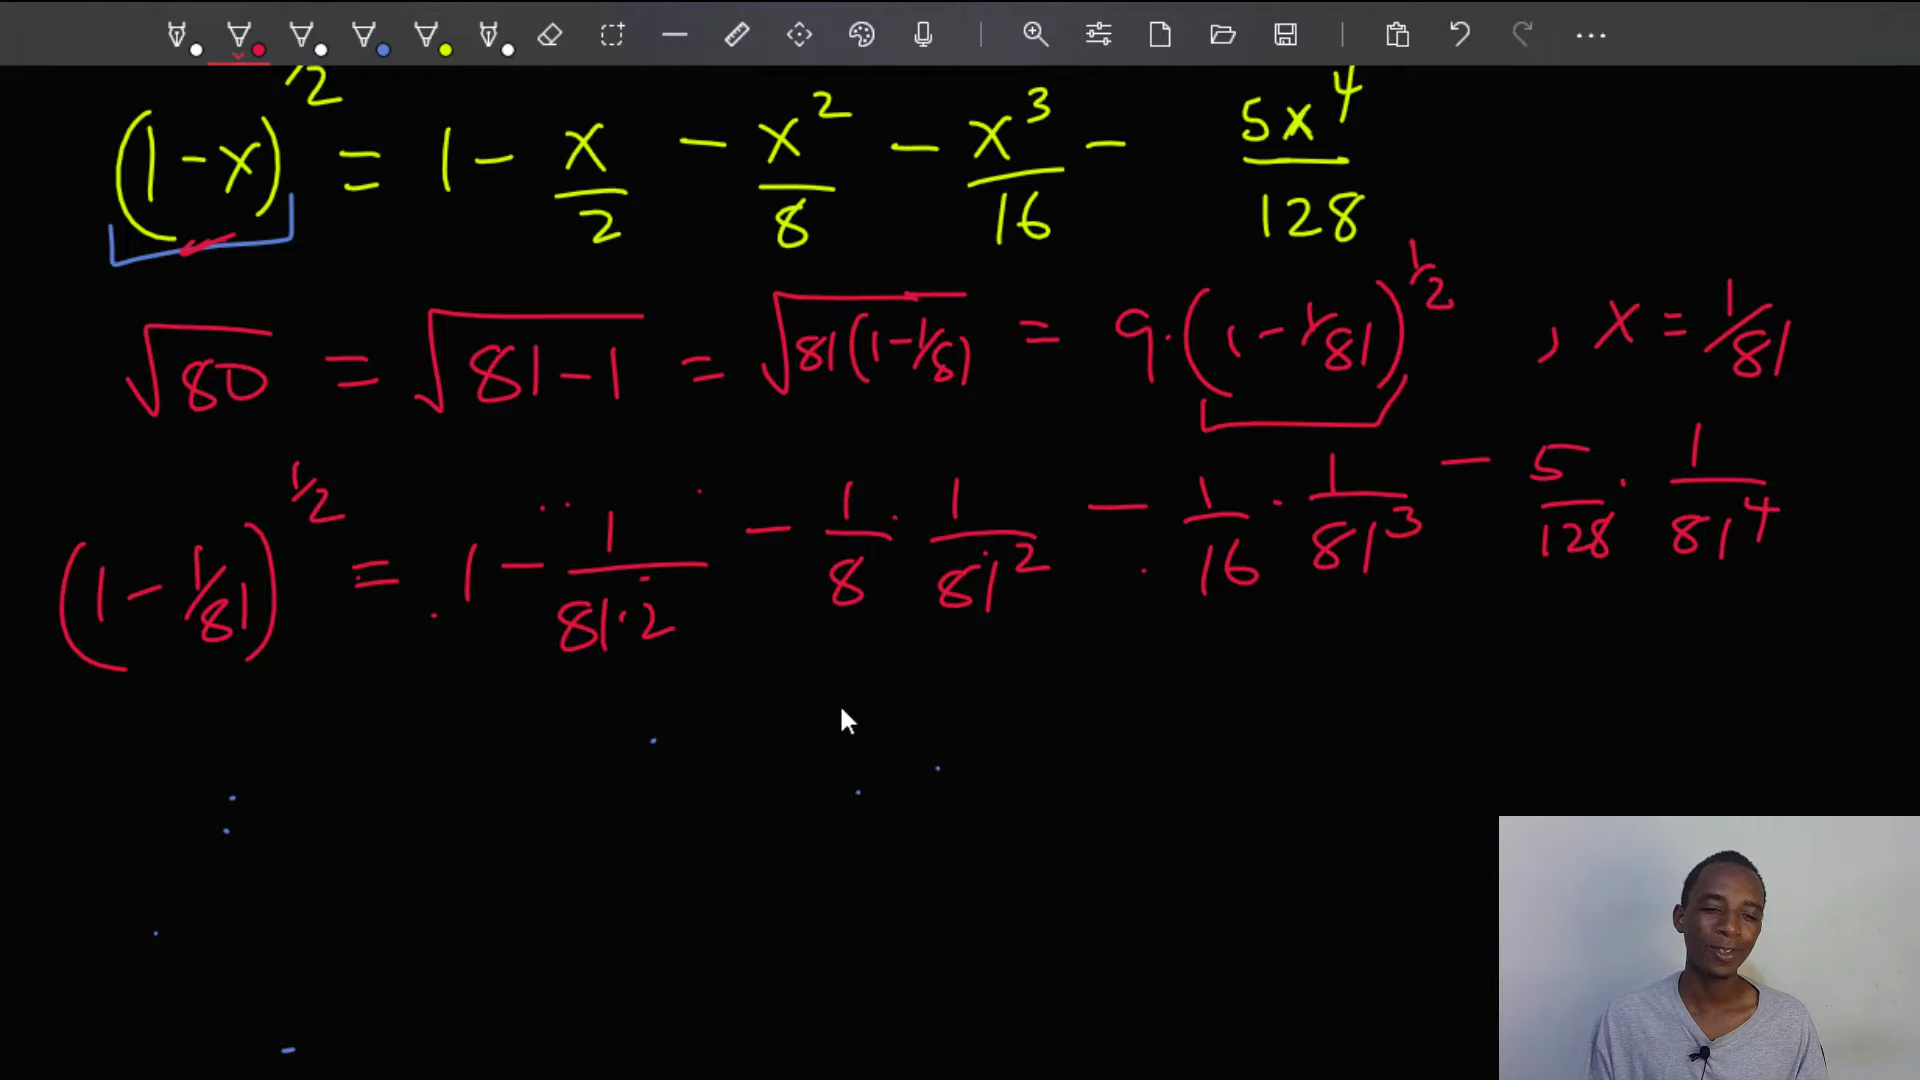 (1-x)^1/2 = 1 - x/2 - x^2/8 - x^3/16 - 5x^4/128
√80 = √81-1 = √81(1-1/81) = 9·(1-1/81)^1/2 , x = 1/81
(1-1/81)^1/2 = 1 - 1/81·2 - 1/8 · 1/81^2 - 1/16 · 1/81^3 - 5/128 · 1/81^4